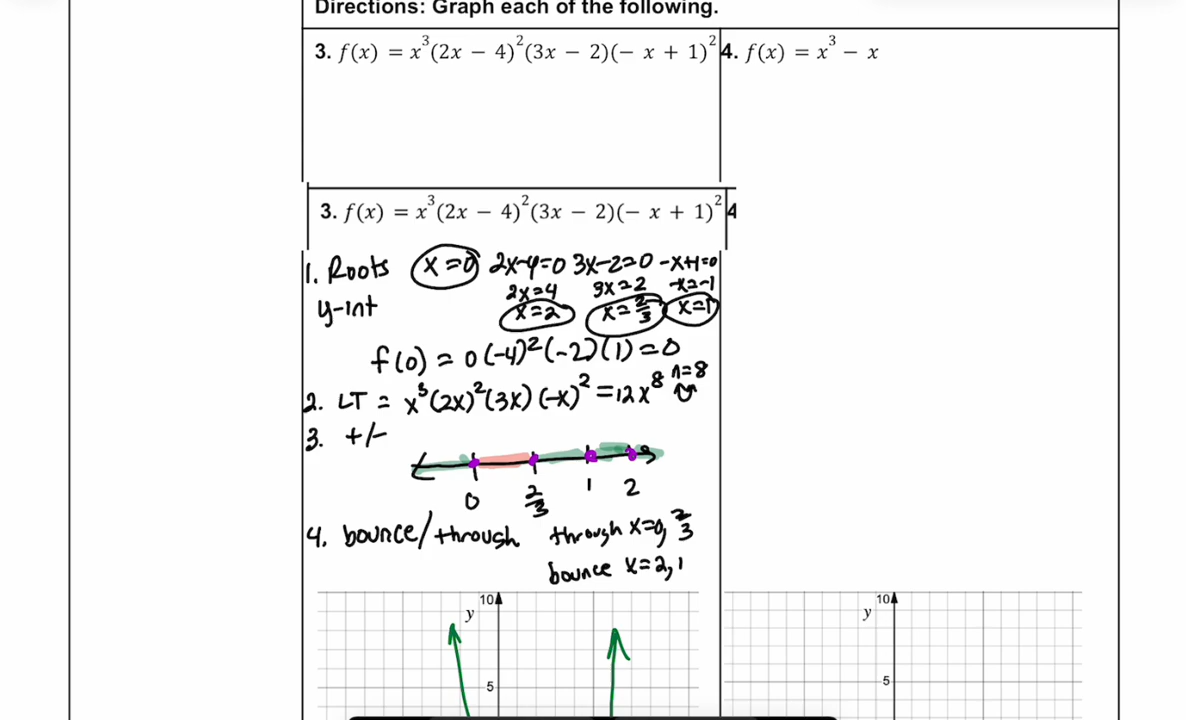 Directions: Graph each of the following.
3. f(x) = x³(2x − 4)²(3x − 2)(− x + 1)²
4. f(x) = x³ − x
3. f(x) = x³(2x − 4)²(3x − 2)(− x + 1)² 4
1. Roots x=0 2x-4=0 3x-2=0 -x+1=0
2x=4 3x=2 -x=-1
y-int x=2 x=2/3 x=1
f(0) = 0(-4)²(-2)(1)=0
2. LT = x³(2x)²(3x)(-x)² =12x⁸ n=8
3. +/-
0 2/3 1 2
4. bounce/through through x=0, 2/3
bounce x=2,1
10
y
5
10
y
5